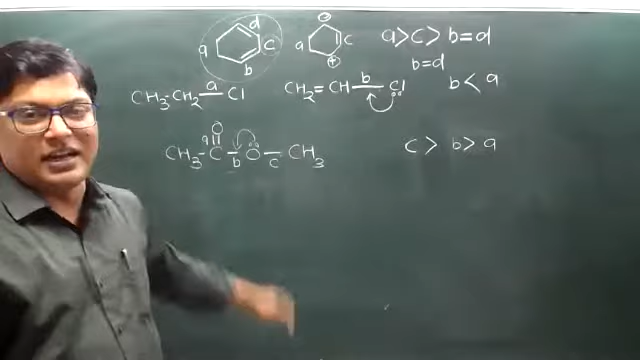 a d c b
⊖ a c ⊕
a>c> b=d
b=d
CH3-CH2 a Cl
CH2=CH b Cl
b<a
O
a
CH3-C b O c CH3
c> b> a